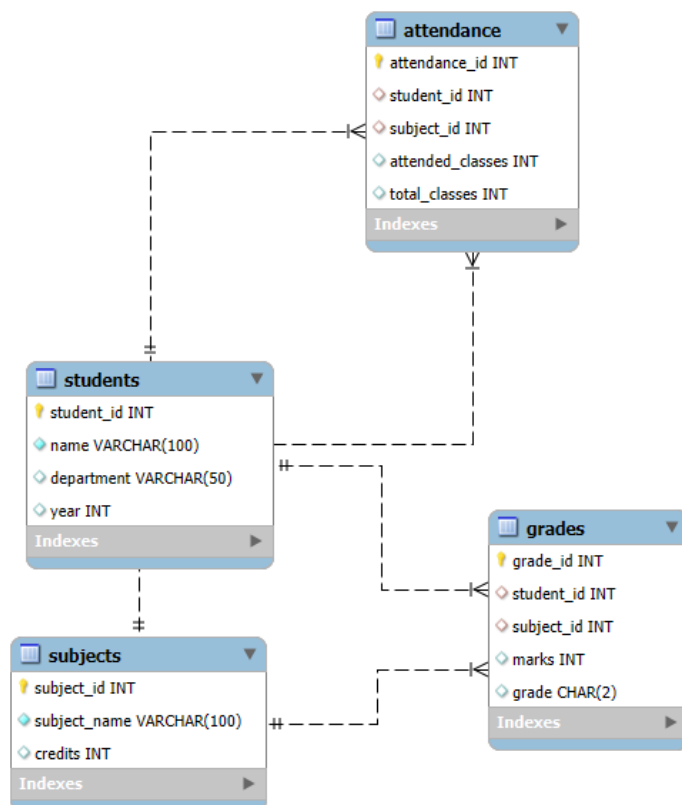 attendance
attendance_id INT
student_id INT
subject_id INT
attended_classes INT
total_classes INT
Indexes
students
student_id INT
name VARCHAR(100)
department VARCHAR(50)
year INT
Indexes
grades
grade_id INT
student_id INT
subject_id INT
marks INT
grade CHAR(2)
Indexes
subjects
subject_id INT
subject_name VARCHAR(100)
credits INT
Indexes